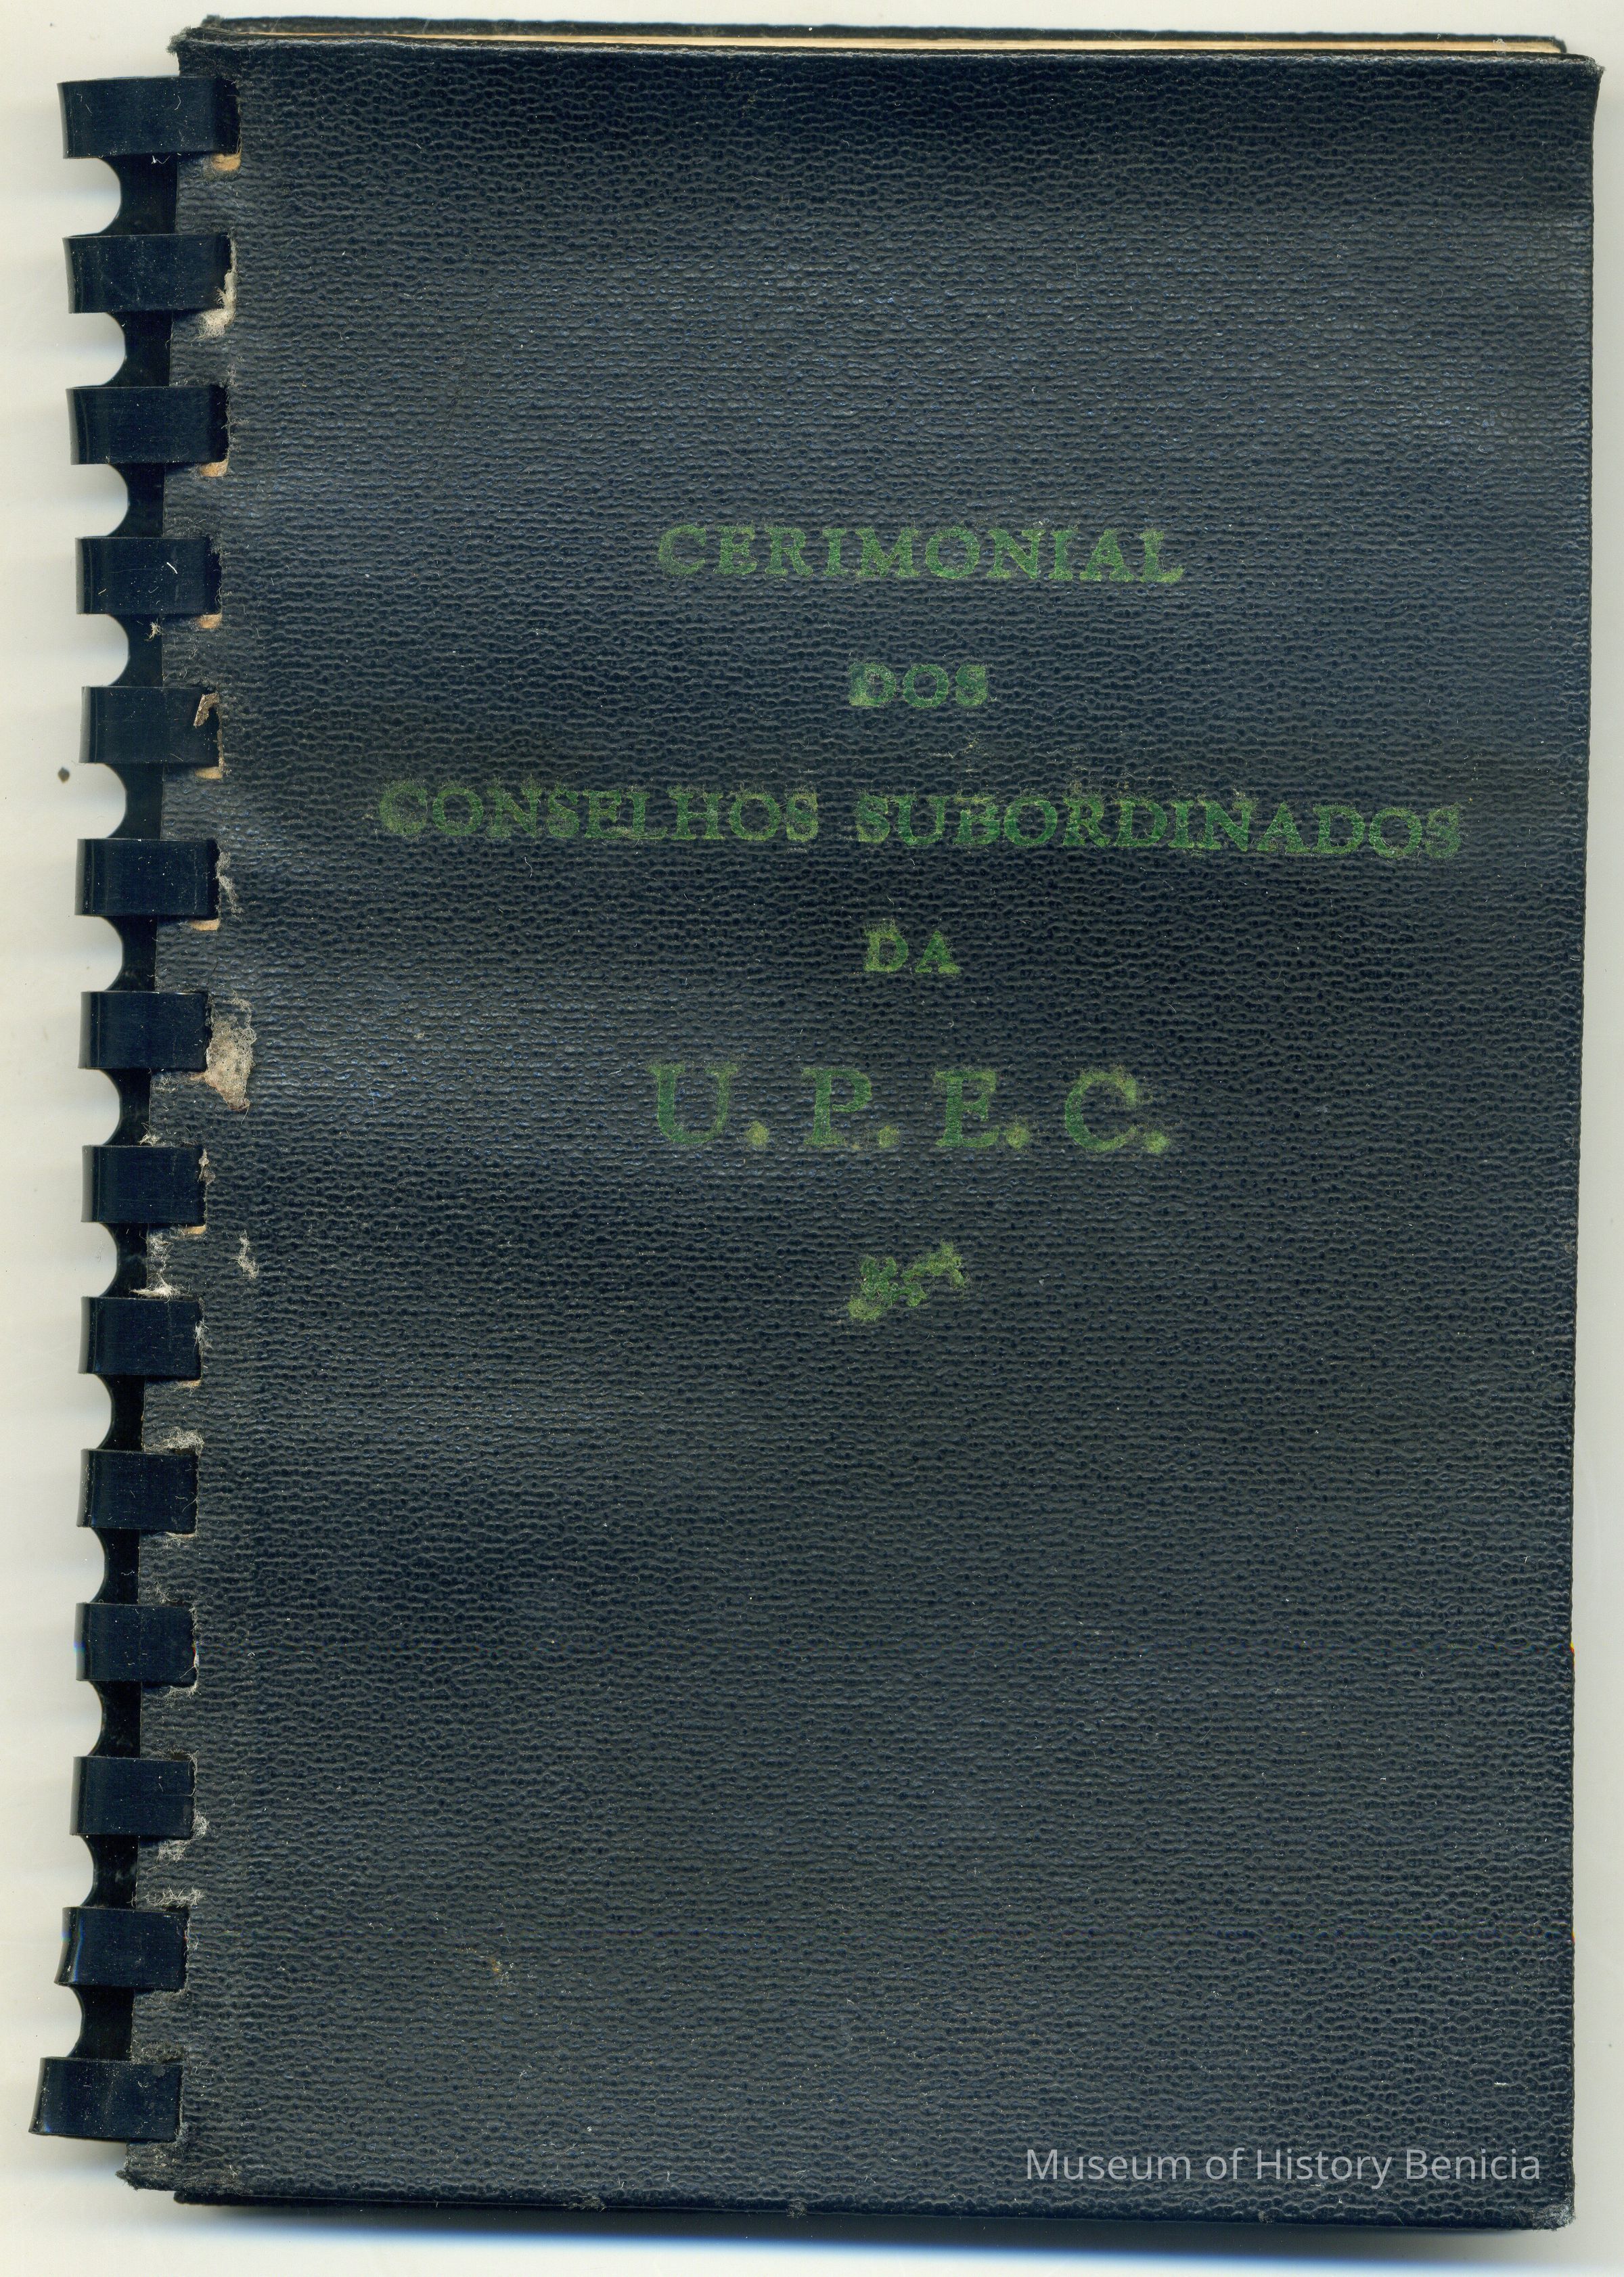 CERIMONIAL
DOS
CONSELHOS SUBORDINADOS
DA
U. P. E. C.
Museum of History Benicia